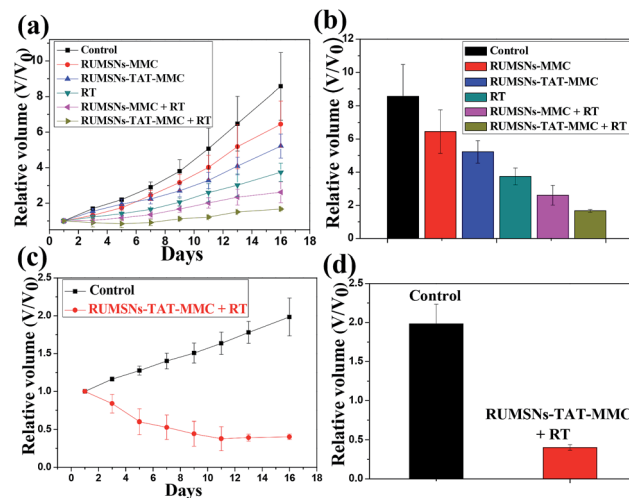 (a)
Relative volume (V/V0)
10
8
6
4
2
Control
RUMSNs-MMC
RUMSNs-TAT-MMC
RT
RUMSNs-MMC + RT
RUMSNs-TAT-MMC + RT
0 2 4 6 8 10 12 14 16 18
Days
(b)
Relative volume (V/V0)
12
10
8
6
4
2
0
Control
RUMSNs-MMC
RUMSNs-TAT-MMC
RT
RUMSNs-MMC + RT
RUMSNs-TAT-MMC + RT
(c)
Relative volume (V/V0)
2.5
2.0
1.5
1.0
0.5
0.0
Control
RUMSNs-TAT-MMC + RT
0 2 4 6 8 10 12 14 16 18
Days
(d)
Relative volume (V/V0)
2.5
2.0
1.5
1.0
0.5
0.0
Control
RUMSNs-TAT-MMC
+ RT